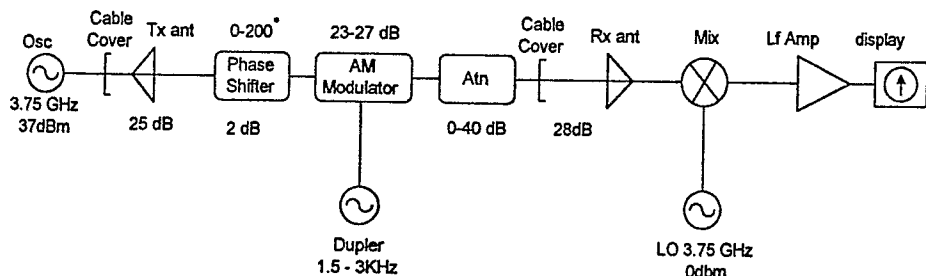 Osc
3.75 GHz
37dBm
Cable
Cover
Tx ant
25 dB
0-200°
Phase
Shifter
2 dB
23-27 dB
AM
Modulator
Dupler
1.5 - 3KHz
Atn
0-40 dB
Cable
Cover
28dB
Rx ant
Mix
LO 3.75 GHz
0dbm
Lf Amp
display